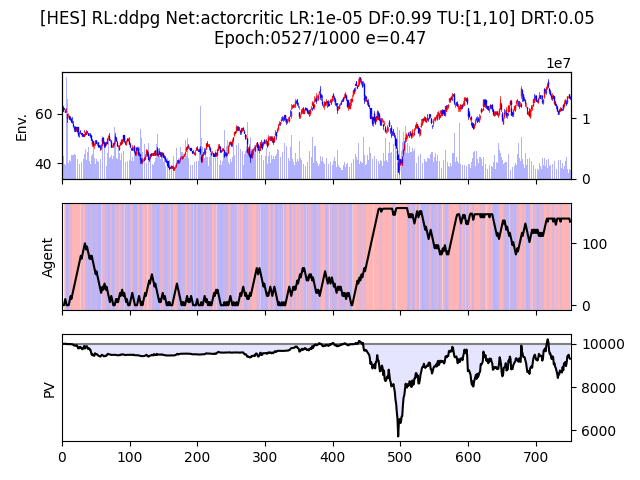 [HES] RL:ddpg Net:actorcritic LR:1e-05 DF:0.99 TU:[1,10] DRT:0.05
Epoch:0527/1000 e=0.47
1e7
Env.
60
40
1
0
Agent
100
0
PV
10000
8000
6000
0 100 200 300 400 500 600 700